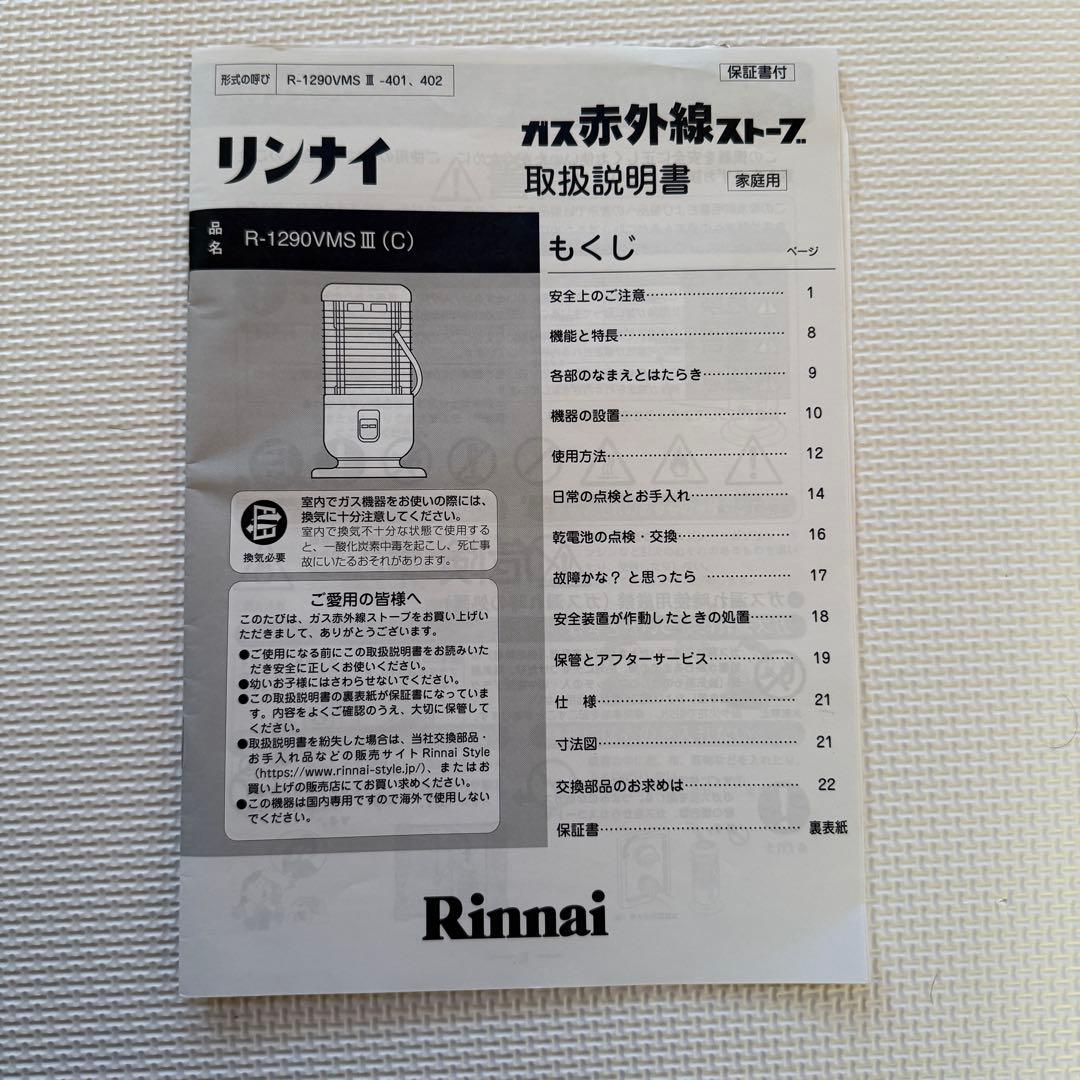 形式の呼び R-1290VMS Ⅲ -401、402
保証書付
リンナイ
ガス赤外線ストーブ
取扱説明書 家庭用
品名 R-1290VMSⅢ(C)
室内でガス機器をお使いの際には、
換気に十分注意してください。
室内で換気不十分な状態で使用する
と、一酸化炭素中毒を起こし、死亡事
故にいたるおそれがあります。
換気必要
ご愛用の皆様へ
このたびは、ガス赤外線ストーブをお買い上げい
ただきまして、ありがとうございます。
●ご使用になる前にこの取扱説明書をお読みいた
だき安全に正しくお使いください。
●幼いお子様にはさわらせないでください。
●この取扱説明書の裏表紙が保証書になっていま
す。内容をよくご確認のうえ、大切に保管して
ください。
●取扱説明書を紛失した場合は、当社交換部品・
お手入れ品などの販売サイトRinnai Style
(https://www.rinnai-style.jp/)、またはお
買い上げの販売店にてお買い求めください。
●この機器は国内専用ですので海外で使用しない
でください。
もくじ ページ
安全上のご注意…………………… 1
機能と特長…………………… 8
各部のなまえとはたらき…………… 9
機器の設置…………………… 10
使用方法…………………… 12
日常の点検とお手入れ…………… 14
乾電池の点検・交換…………… 16
故障かな? と思ったら…………… 17
安全装置が作動したときの処置……… 18
保管とアフターサービス…………… 19
仕 様…………………… 21
寸法図…………………… 21
交換部品のお求めは…………… 22
保証書…………………… 裏表紙
Rinnai